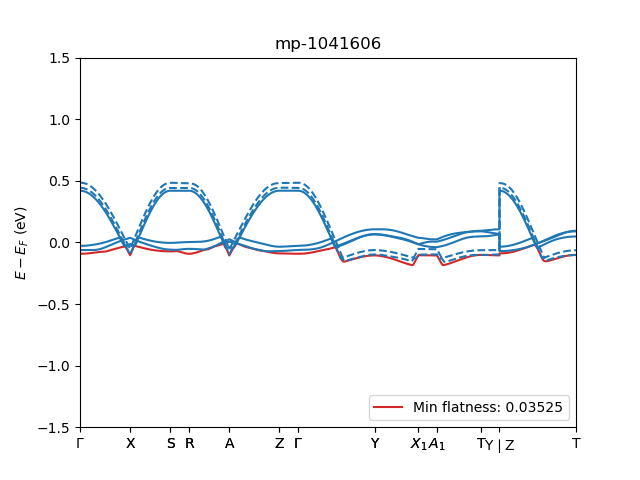 mp-1041606
E − E_F (eV)
1.5
1.0
0.5
0.0
−0.5
−1.0
−1.5
Min flatness: 0.03525
Γ X S R A Z Γ Y X₁ A₁ T Y | Z T